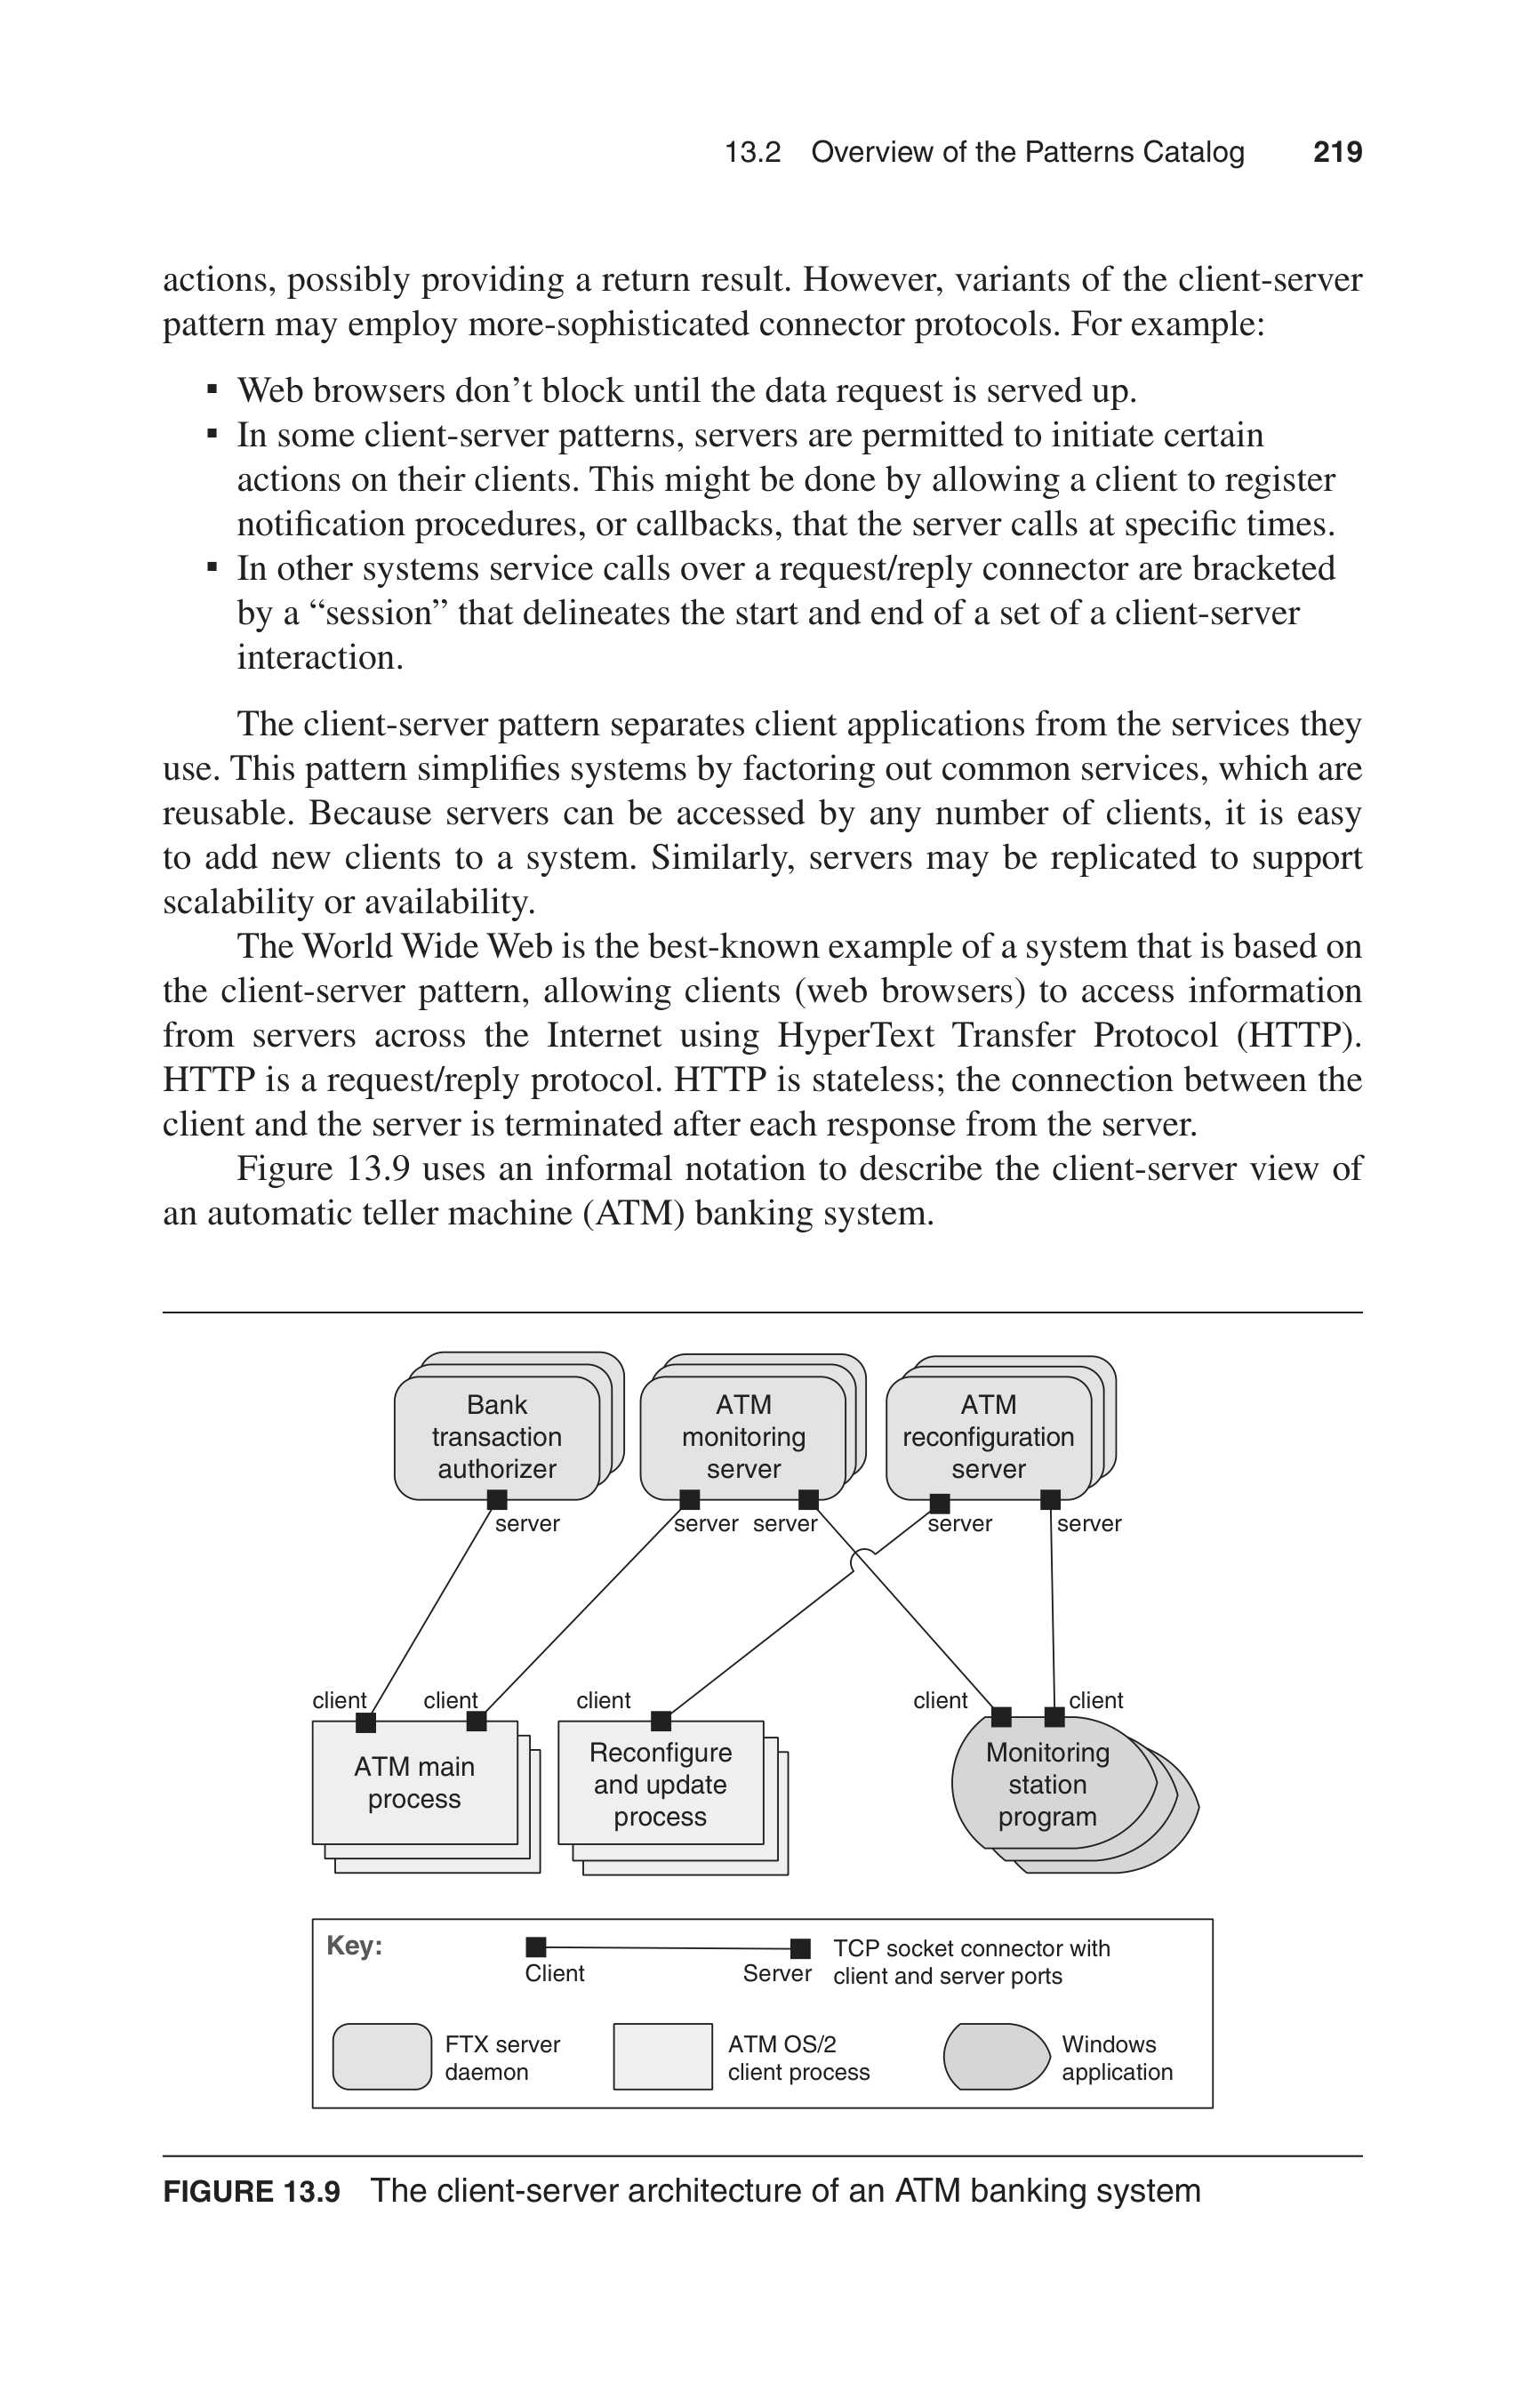 13.2 Overview of the Patterns Catalog 219
actions, possibly providing a return result. However, variants of the client-server
pattern may employ more-sophisticated connector protocols. For example:
▪ Web browsers don’t block until the data request is served up.
▪ In some client-server patterns, servers are permitted to initiate certain
actions on their clients. This might be done by allowing a client to register
notification procedures, or callbacks, that the server calls at specific times.
▪ In other systems service calls over a request/reply connector are bracketed
by a “session” that delineates the start and end of a set of a client-server
interaction.
The client-server pattern separates client applications from the services they
use. This pattern simplifies systems by factoring out common services, which are
reusable. Because servers can be accessed by any number of clients, it is easy
to add new clients to a system. Similarly, servers may be replicated to support
scalability or availability.
The World Wide Web is the best-known example of a system that is based on
the client-server pattern, allowing clients (web browsers) to access information
from servers across the Internet using HyperText Transfer Protocol (HTTP).
HTTP is a request/reply protocol. HTTP is stateless; the connection between the
client and the server is terminated after each response from the server.
Figure 13.9 uses an informal notation to describe the client-server view of
an automatic teller machine (ATM) banking system.
Bank
transaction
authorizer
ATM
monitoring
server
ATM
reconfiguration
server
server
server
server
server
server
client
client
client
client
client
ATM main
process
Reconfigure
and update
process
Monitoring
station
program
Key:
Client
Server
TCP socket connector with
client and server ports
FTX server
daemon
ATM OS/2
client process
Windows
application
FIGURE 13.9 The client-server architecture of an ATM banking system